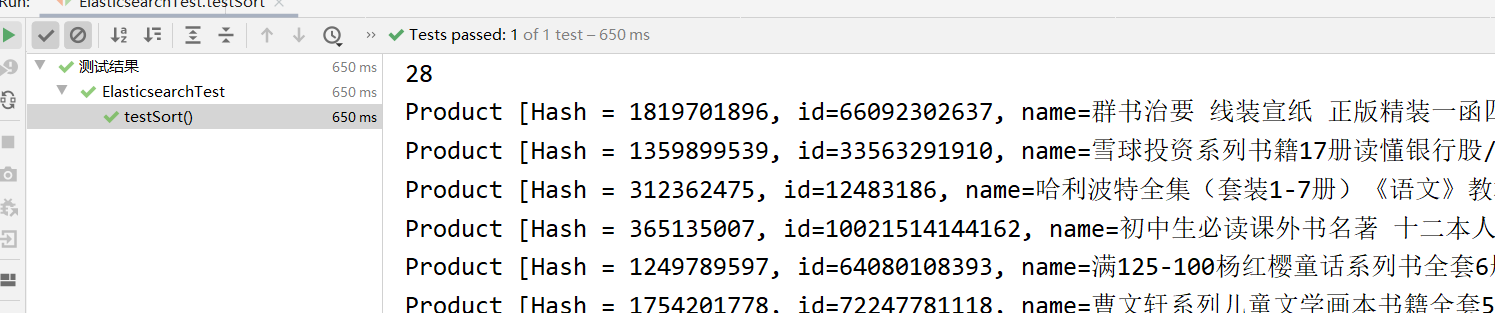 Run: ElasticsearchTest.testSort ×
Tests passed: 1 of 1 test – 650 ms
测试结果 650 ms
ElasticsearchTest 650 ms
testSort() 650 ms
28
Product [Hash = 1819701896, id=66092302637, name=群书治要 线装宣纸 正版精装一函四
Product [Hash = 1359899539, id=33563291910, name=雪球投资系列书籍17册读懂银行股/
Product [Hash = 312362475, id=12483186, name=哈利波特全集（套装1-7册）《语文》教
Product [Hash = 365135007, id=10021514144162, name=初中生必读课外书名著 十二本人
Product [Hash = 1249789597, id=64080108393, name=满125-100杨红樱童话系列书全套6册
Product [Hash = 1754201778, id=72247781118, name=曹文轩系列儿童文学画本书籍全套5